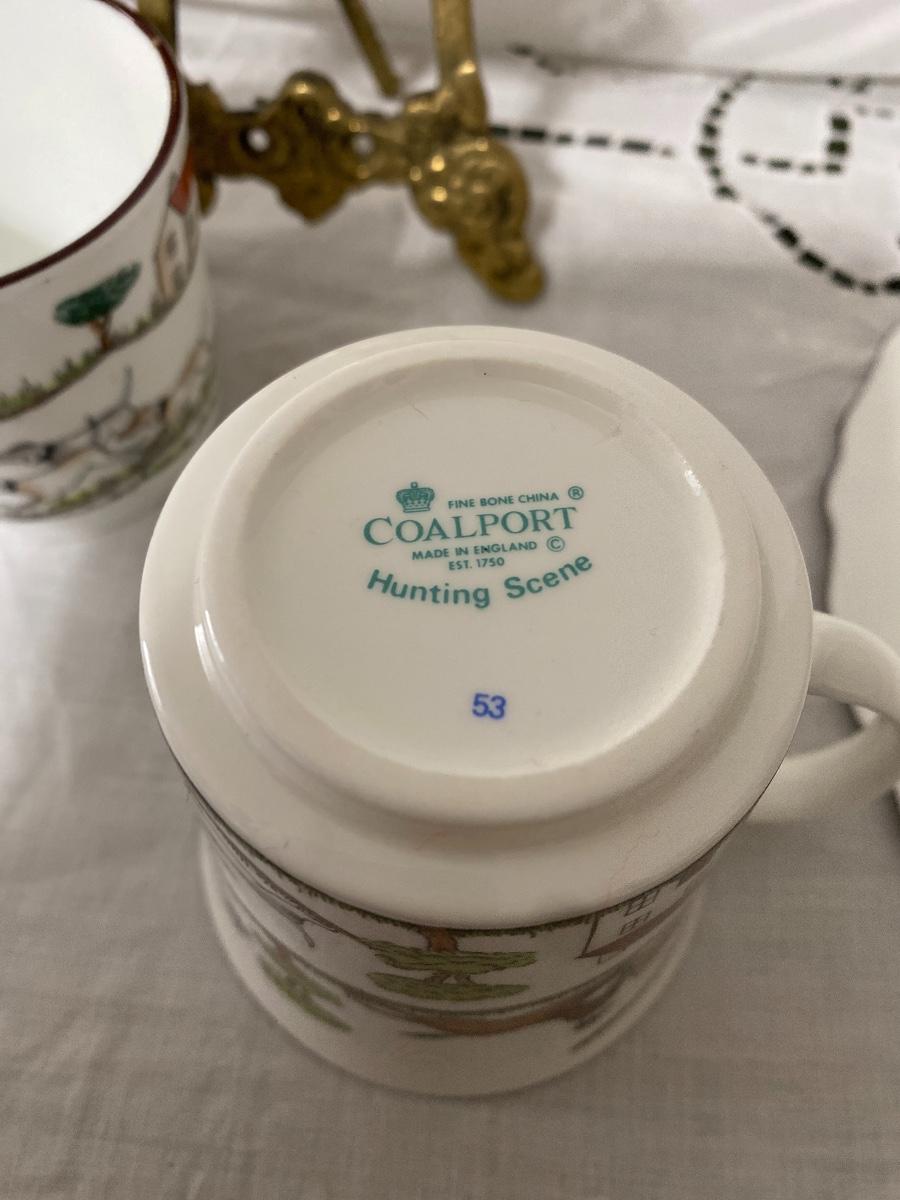 FINE BONE CHINA ®
COALPORT
MADE IN ENGLAND ©
EST. 1750
Hunting Scene
53